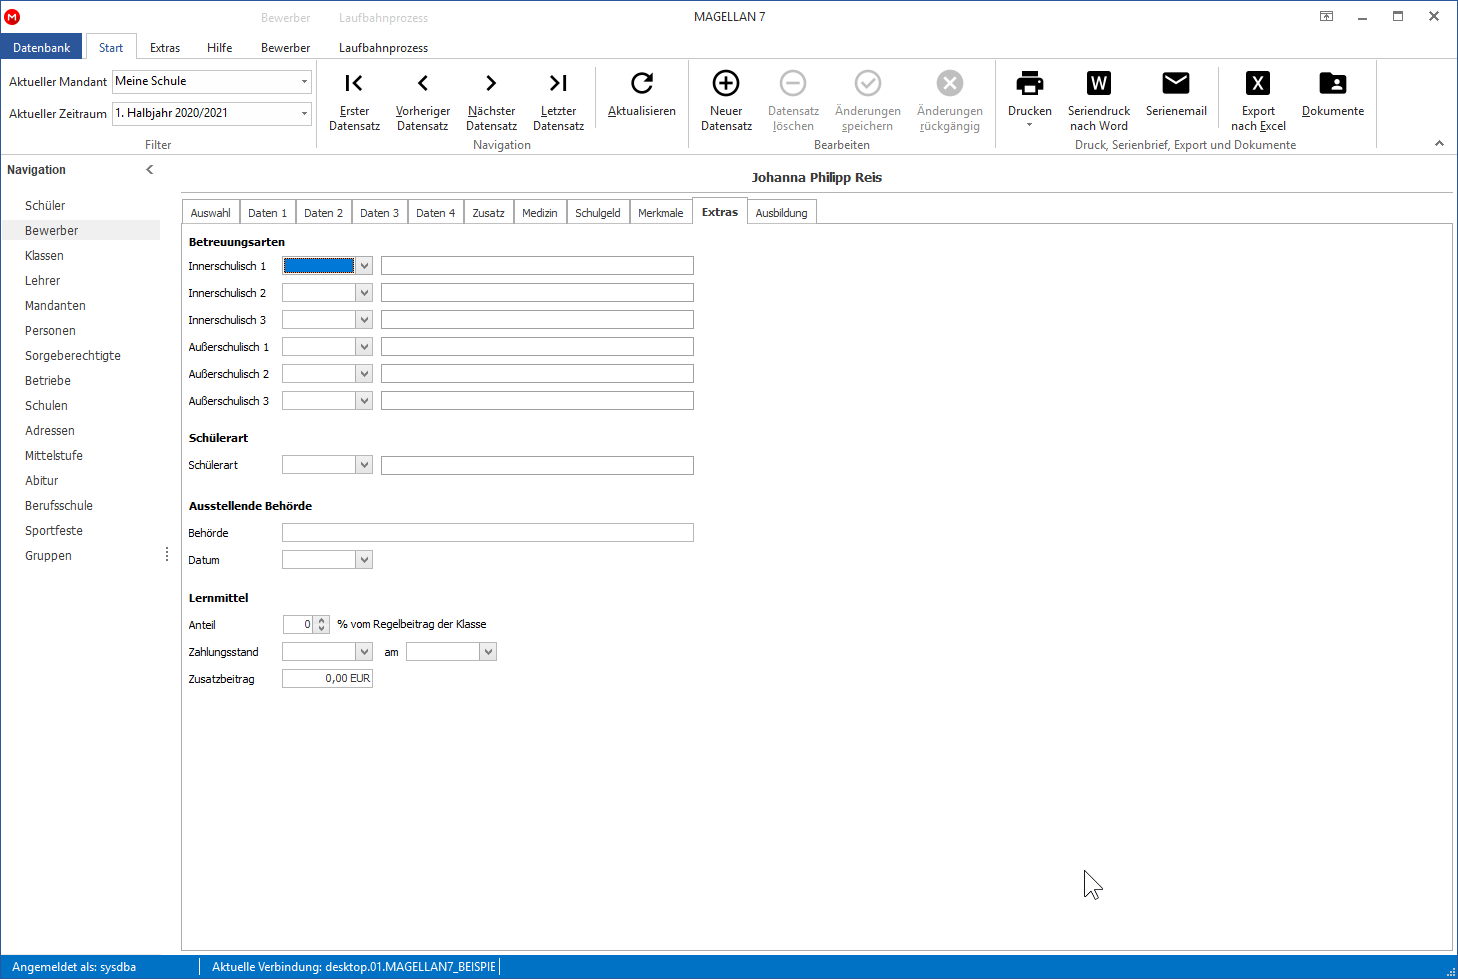 MAGELLAN 7
Bewerber Laufbahnprozess
Datenbank Start Extras Hilfe Bewerber Laufbahnprozess
Aktueller Mandant Meine Schule
Aktueller Zeitraum 1. Halbjahr 2020/2021
Filter
Erster Datensatz
Vorheriger Datensatz
Nächster Datensatz
Letzter Datensatz
Aktualisieren
Navigation
Neuer Datensatz
Datensatz löschen
Änderungen speichern
Änderungen rückgängig
Bearbeiten
Drucken
W
Seriendruck nach Word
Serienemail
X
Export nach Excel
Dokumente
Druck, Serienbrief, Export und Dokumente
Navigation
Schüler
Bewerber
Klassen
Lehrer
Mandanten
Personen
Sorgeberechtigte
Betriebe
Schulen
Adressen
Mittelstufe
Abitur
Berufsschule
Sportfeste
Gruppen
Johanna Philipp Reis
Auswahl Daten 1 Daten 2 Daten 3 Daten 4 Zusatz Medizin Schulgeld Merkmale Extras Ausbildung
Betreuungsarten
Innerschulisch 1
Innerschulisch 2
Innerschulisch 3
Außerschulisch 1
Außerschulisch 2
Außerschulisch 3
Schülerart
Schülerart
Ausstellende Behörde
Behörde
Datum
Lernmittel
Anteil 0 % vom Regelbeitrag der Klasse
Zahlungsstand am
Zusatzbeitrag 0,00 EUR
Angemeldet als: sysdba Aktuelle Verbindung: desktop.01.MAGELLAN7_BEISPIE